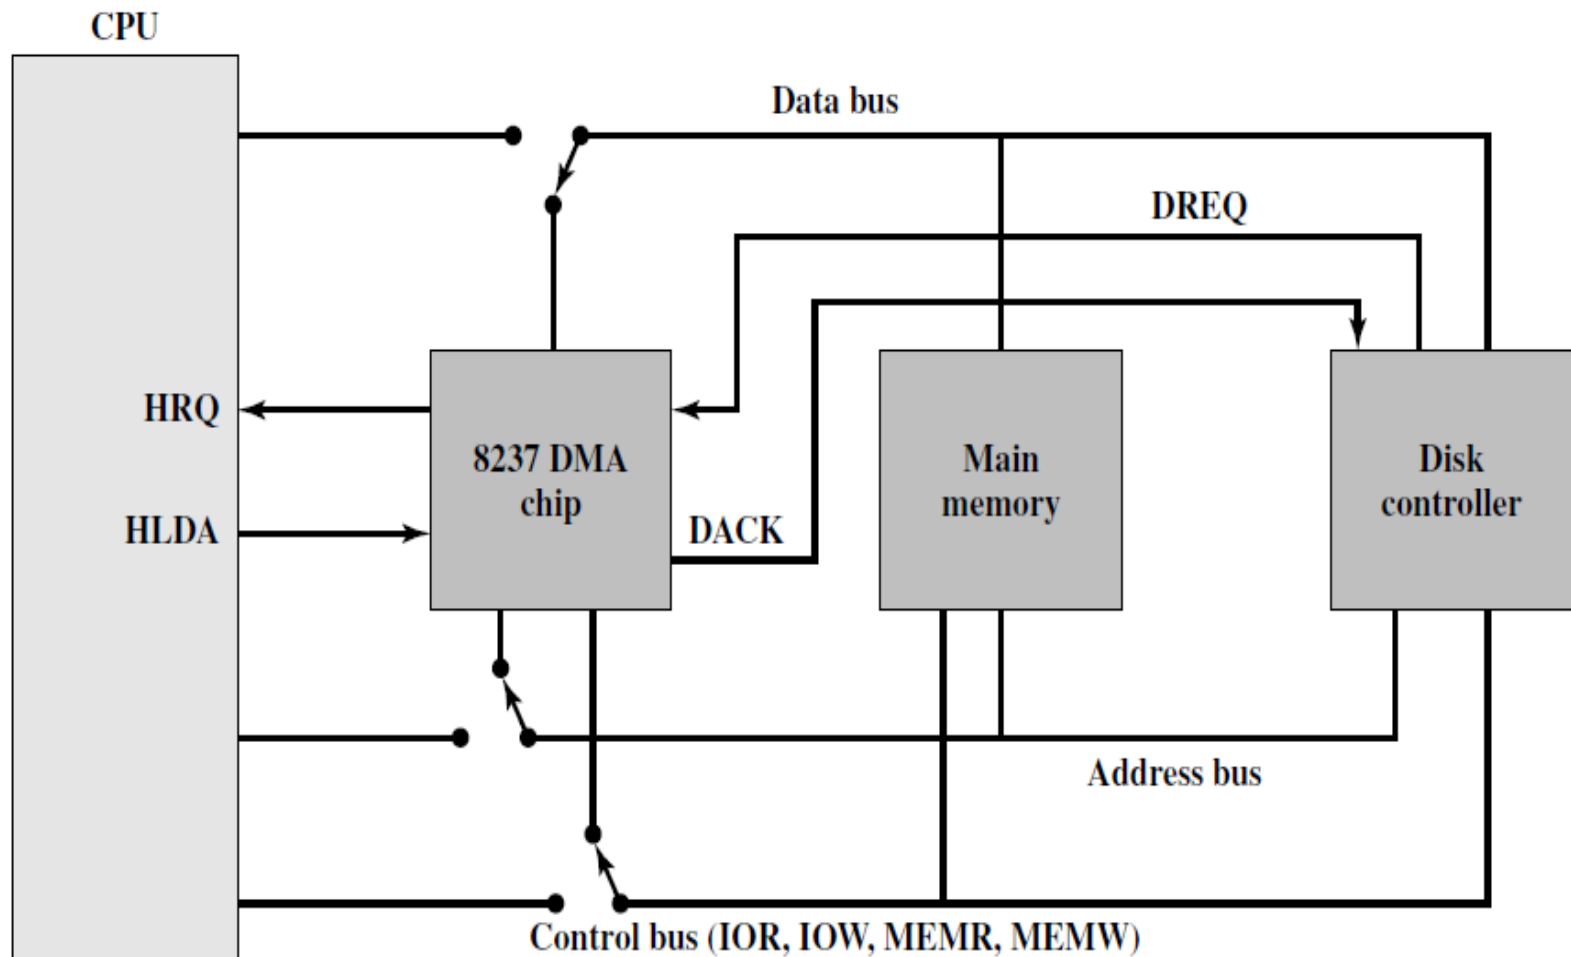 CPU
Data bus
DREQ
HRQ
8237 DMA
chip
Main
memory
Disk
controller
HLDA
DACK
Address bus
Control bus (IOR, IOW, MEMR, MEMW)